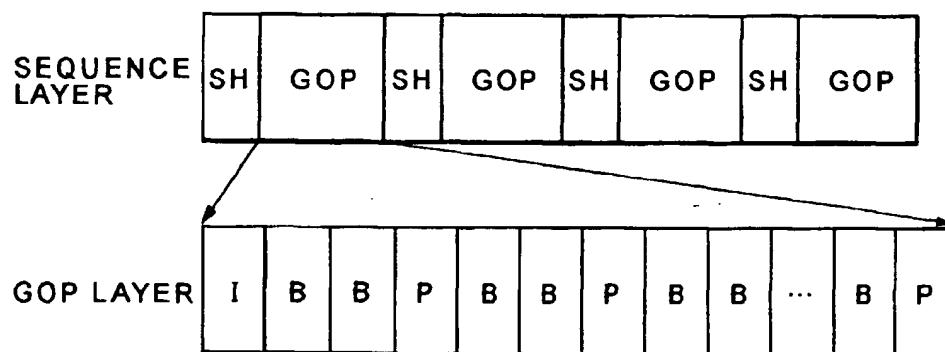 SEQUENCE LAYER
SH GOP SH GOP SH GOP SH GOP
GOP LAYER
I B B P B B P B B ... B P